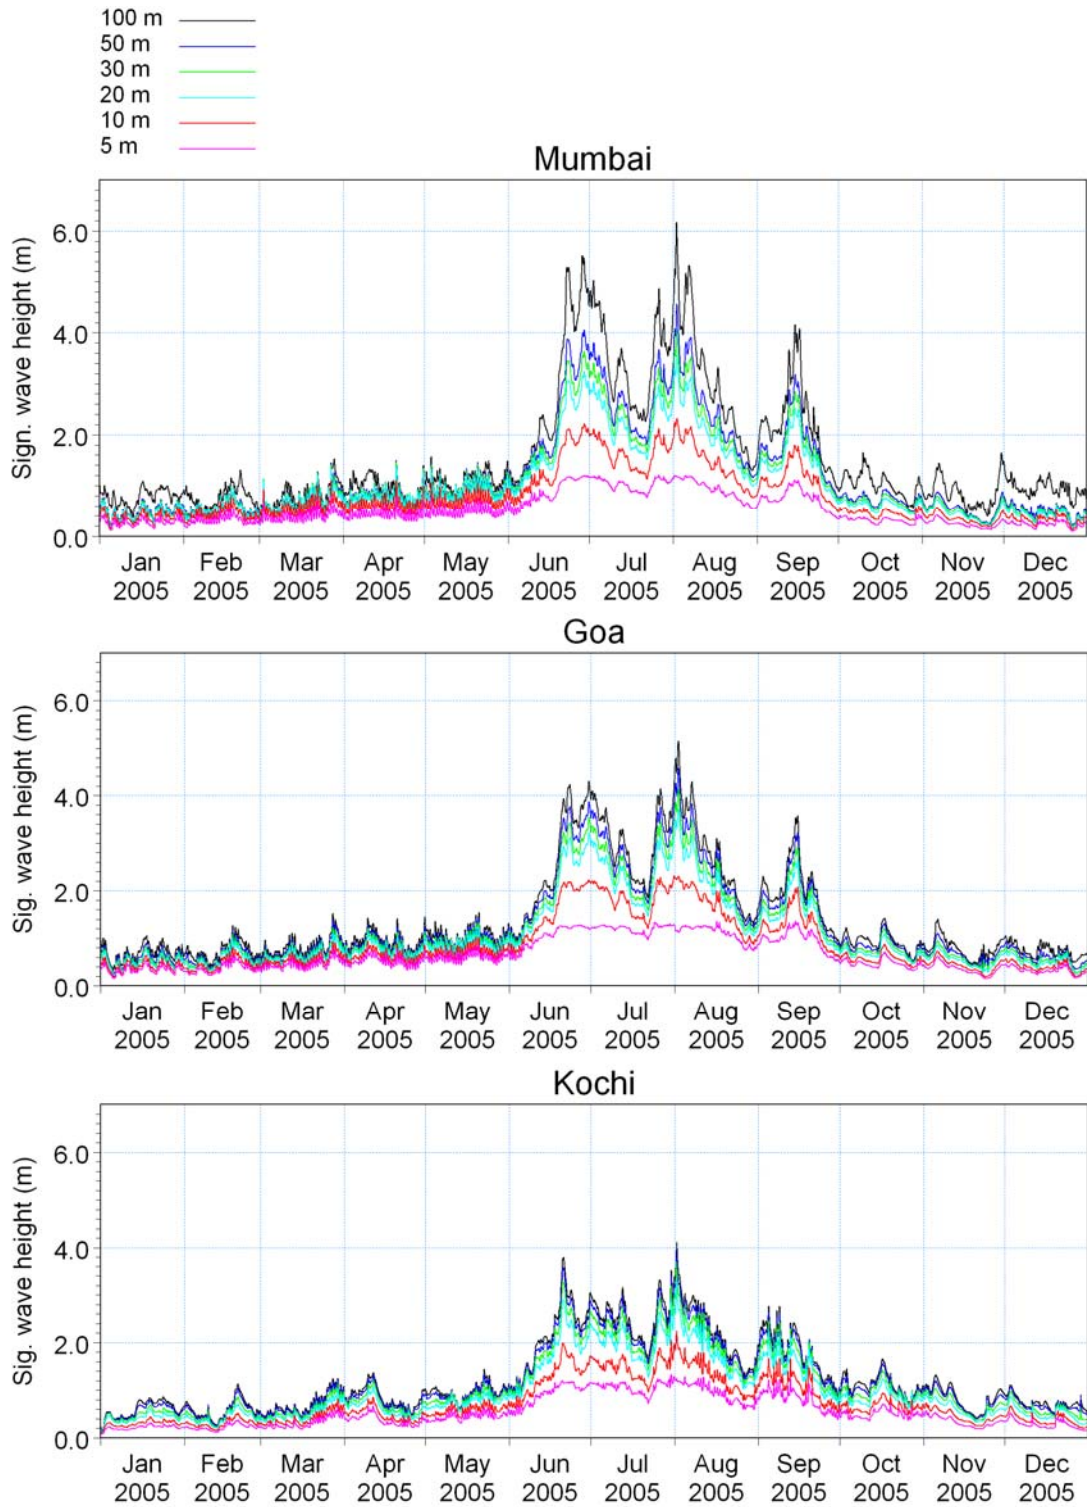 100 m
50 m
30 m
20 m
10 m
5 m
Mumbai
Sign. wave height (m)
6.0
4.0
2.0
0.0
Jan Feb Mar Apr May Jun Jul Aug Sep Oct Nov Dec
2005 2005 2005 2005 2005 2005 2005 2005 2005 2005 2005 2005
Goa
Sig. wave height (m)
6.0
4.0
2.0
0.0
Jan Feb Mar Apr May Jun Jul Aug Sep Oct Nov Dec
2005 2005 2005 2005 2005 2005 2005 2005 2005 2005 2005 2005
Kochi
Sig. wave height (m)
6.0
4.0
2.0
0.0
Jan Feb Mar Apr May Jun Jul Aug Sep Oct Nov Dec
2005 2005 2005 2005 2005 2005 2005 2005 2005 2005 2005 2005